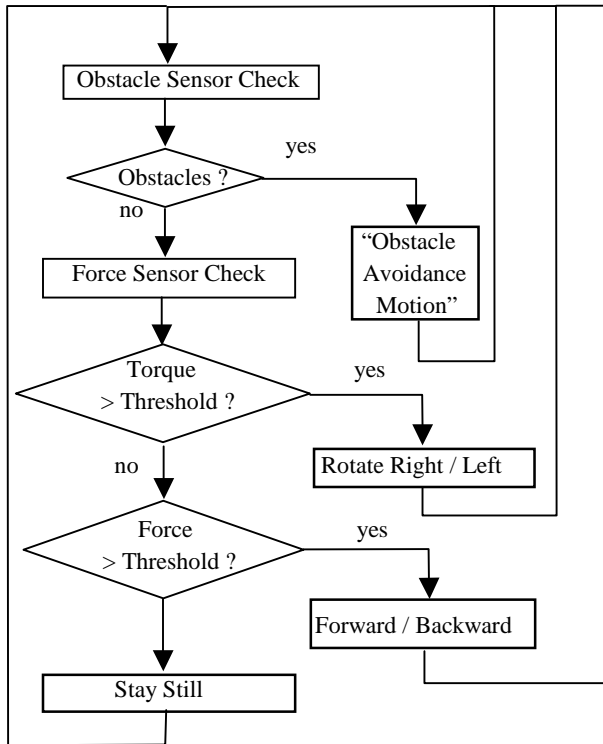 Obstacle Sensor Check
yes
Obstacles ?
no
“Obstacle
Avoidance
Motion”
Force Sensor Check
Torque
> Threshold ?
yes
Rotate Right / Left
no
Force
> Threshold ?
yes
Forward / Backward
Stay Still